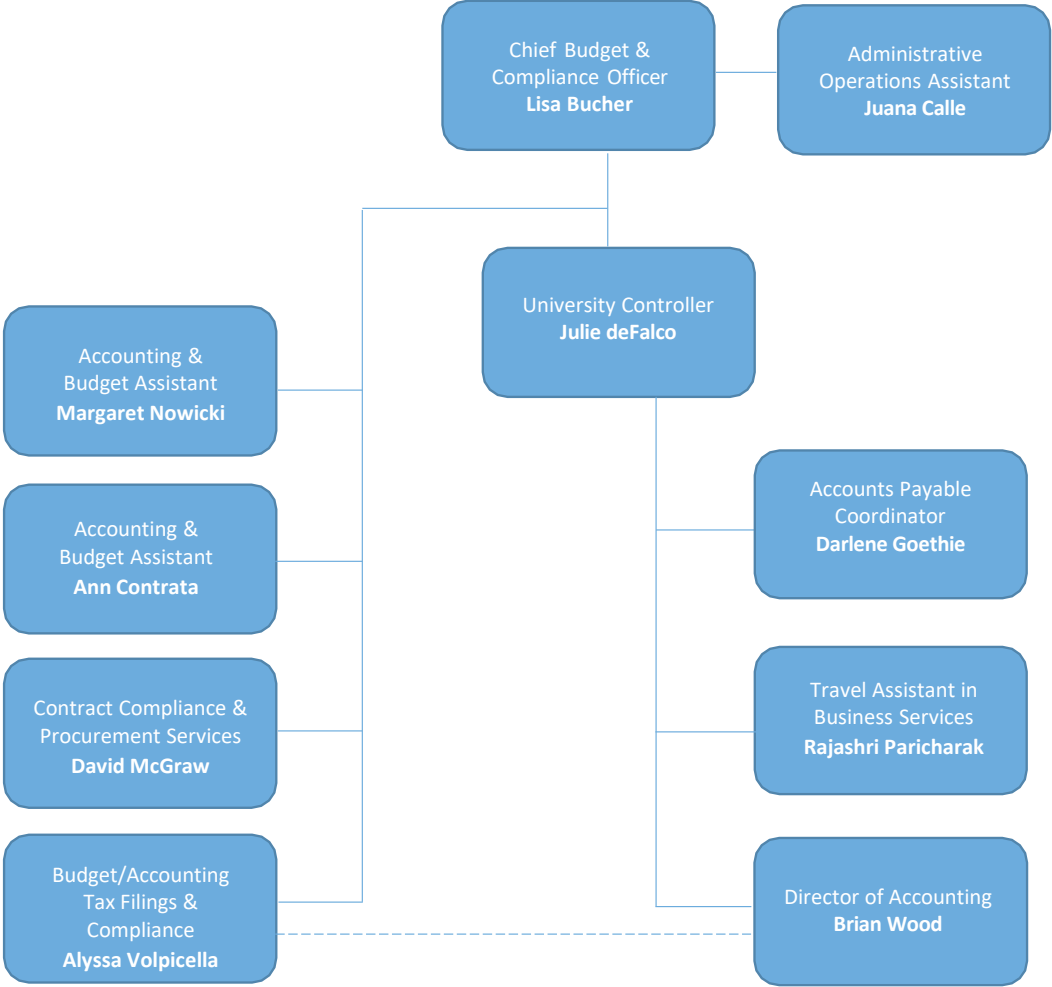 Chief Budget &
Compliance Officer
Lisa Bucher
Administrative
Operations Assistant
Juana Calle
University Controller
Julie deFalco
Accounting &
Budget Assistant
Margaret Nowicki
Accounting &
Budget Assistant
Ann Contrata
Contract Compliance &
Procurement Services
David McGraw
Budget/Accounting
Tax Filings &
Compliance
Alyssa Volpicella
Accounts Payable
Coordinator
Darlene Goethie
Travel Assistant in
Business Services
Rajashri Paricharak
Director of Accounting
Brian Wood